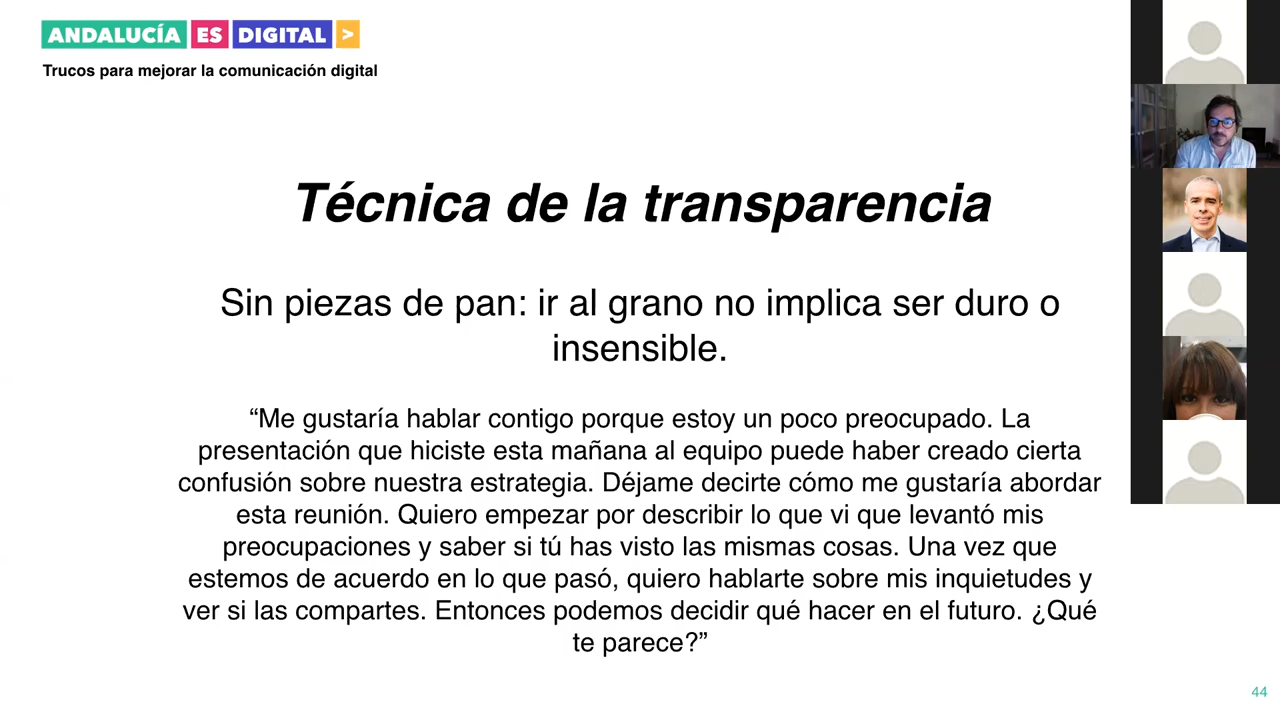 ANDALUCÍA ES DIGITAL >
Trucos para mejorar la comunicación digital
Técnica de la transparencia
Sin piezas de pan: ir al grano no implica ser duro o
insensible.
“Me gustaría hablar contigo porque estoy un poco preocupado. La
presentación que hiciste esta mañana al equipo puede haber creado cierta
confusión sobre nuestra estrategia. Déjame decirte cómo me gustaría abordar
esta reunión. Quiero empezar por describir lo que vi que levantó mis
preocupaciones y saber si tú has visto las mismas cosas. Una vez que
estemos de acuerdo en lo que pasó, quiero hablarte sobre mis inquietudes y
ver si las compartes. Entonces podemos decidir qué hacer en el futuro. ¿Qué
te parece?”
44